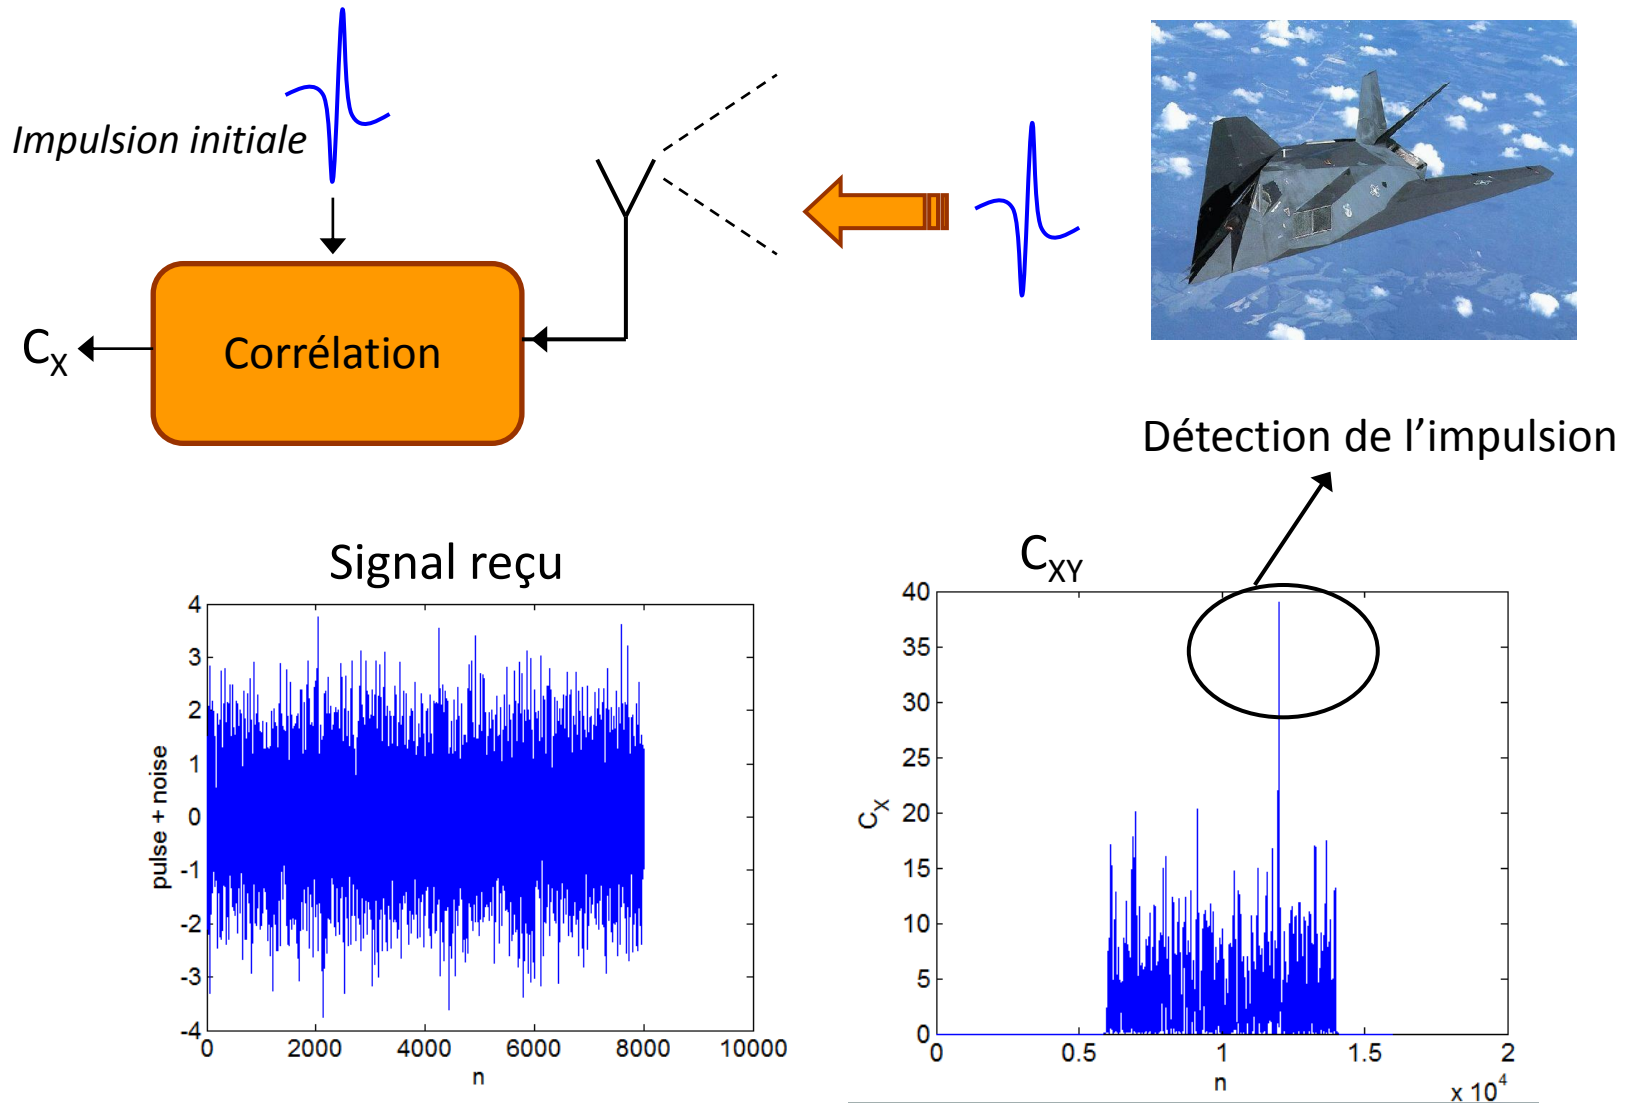 Impulsion initiale
Corrélation
C_X
Détection de l’impulsion
Signal reçu
4
3
2
1
0
-1
-2
-3
-4
pulse + noise
0 2000 4000 6000 8000 10000
n
C_XY
40
35
30
25
20
15
10
5
0
C_X
0 0.5 1 1.5 2
n
x 10^4